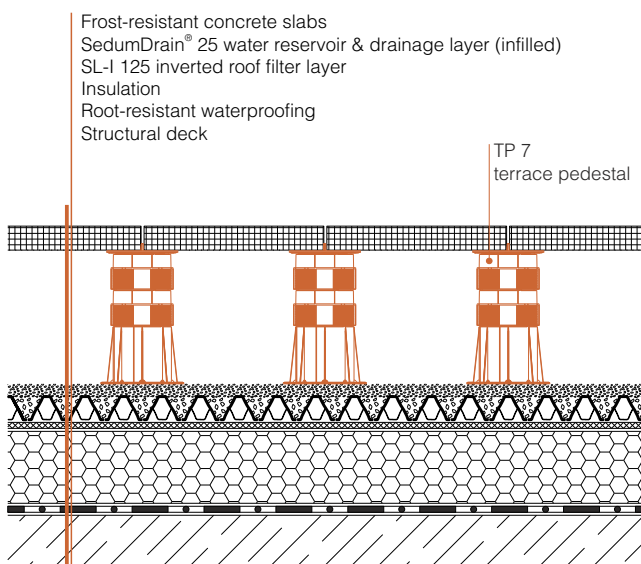 Frost-resistant concrete slabs
SedumDrain® 25 water reservoir & drainage layer (infilled)
SL-I 125 inverted roof filter layer
Insulation
Root-resistant waterproofing
Structural deck
TP 7
terrace pedestal